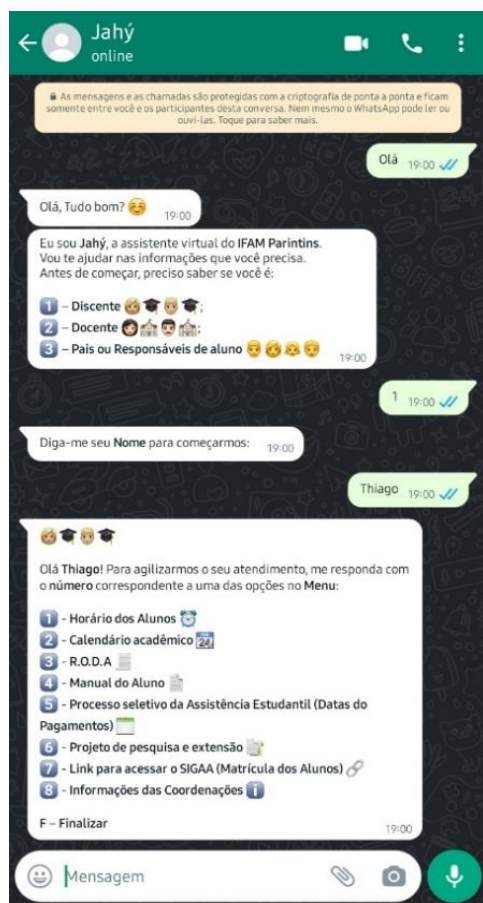 Jahý
online
🔒 As mensagens e as chamadas são protegidas com a criptografia de ponta a ponta e ficam
somente entre você e os participantes desta conversa. Nem mesmo o WhatsApp pode ler ou
ouvi-las. Toque para saber mais.
Olá 19:00
Olá, Tudo bom? ☺️ 19:00
Eu sou Jahý, a assistente virtual do IFAM Parintins.
Vou te ajudar nas informações que você precisa.
Antes de começar, preciso saber se você é:
1️⃣ – Discente 👩🏼‍🎓👨🏼‍🎓;
2️⃣ – Docente 👩🏻‍🏫👨🏻‍🏫;
3️⃣ – Pais ou Responsáveis de aluno 👨👩👵👴
19:00
1 19:00
Diga-me seu Nome para começarmos: 19:00
Thiago 19:00
👩🏼‍🎓👨🏼‍🎓
Olá Thiago! Para agilizarmos o seu atendimento, me responda com
o número correspondente a uma das opções no Menu:
1️⃣ - Horário dos Alunos ⏰
2️⃣ - Calendário acadêmico 📆
3️⃣ - R.O.D.A 📄
4️⃣ - Manual do Aluno 📑
5️⃣ - Processo seletivo da Assistência Estudantil (Datas do
Pagamentos) 📅
6️⃣ - Projeto de pesquisa e extensão 📝
7️⃣ - Link para acessar o SIGAA (Matrícula dos Alunos) 🔗
8️⃣ - Informações das Coordenações ℹ️
F – Finalizar
19:00
Mensagem